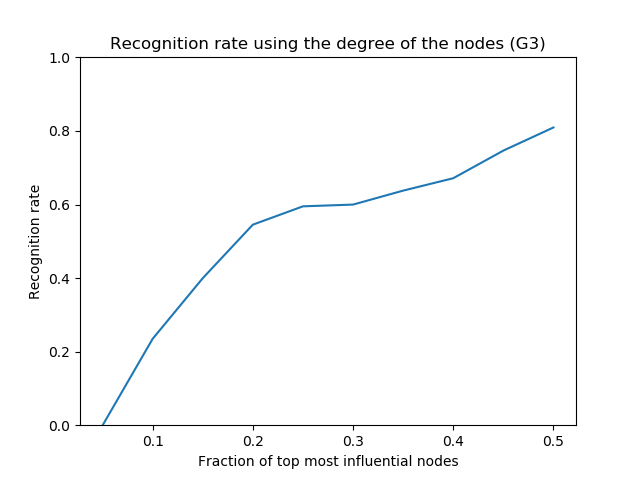 Recognition rate using the degree of the nodes (G3)
1.0
0.8
0.6
0.4
0.2
0.0
Recognition rate
0.1 0.2 0.3 0.4 0.5
Fraction of top most influential nodes